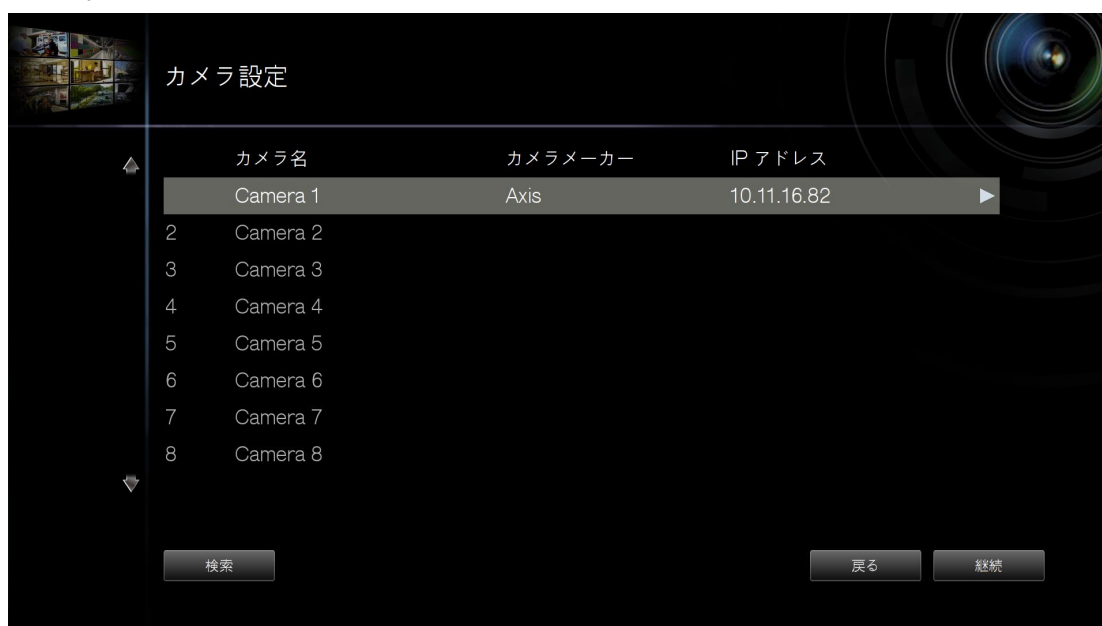 カメラ設定
カメラ名 カメラメーカー IP アドレス
Camera 1 Axis 10.11.16.82
2 Camera 2
3 Camera 3
4 Camera 4
5 Camera 5
6 Camera 6
7 Camera 7
8 Camera 8
検索 戻る 継続